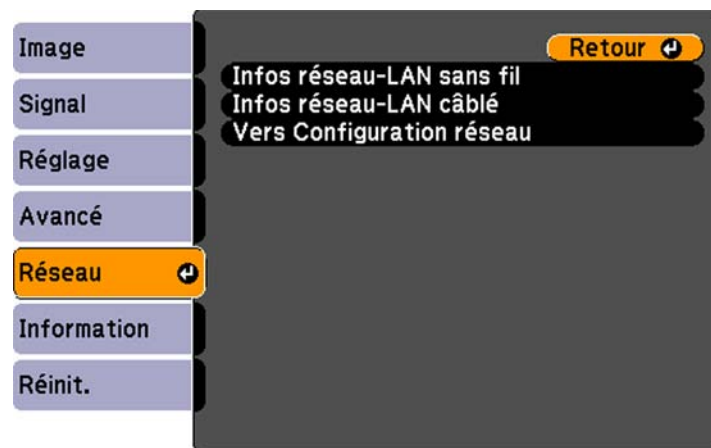 Image
Signal
Réglage
Avancé
Réseau
Information
Réinit.
Retour
Infos réseau-LAN sans fil
Infos réseau-LAN câblé
Vers Configuration réseau